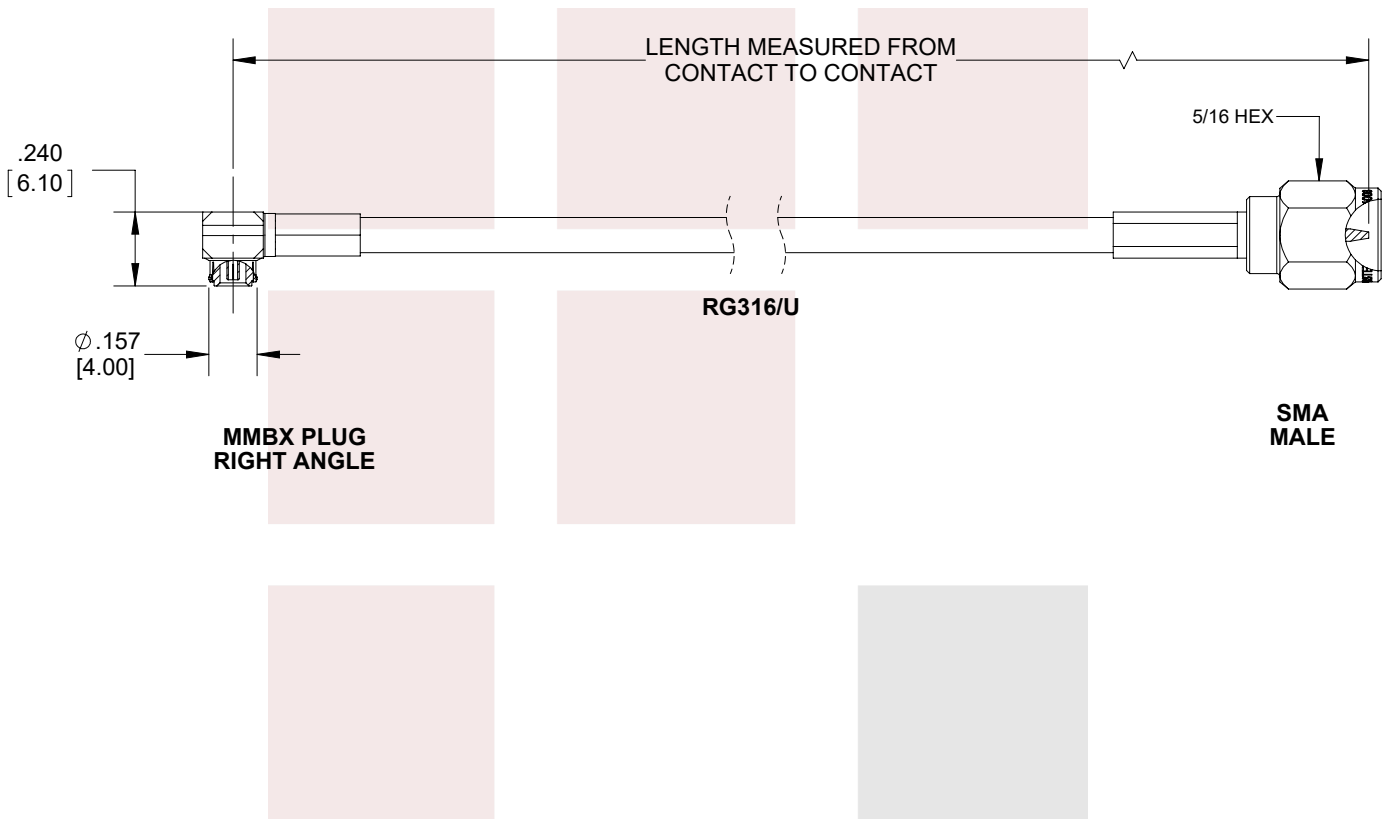 LENGTH MEASURED FROM
CONTACT TO CONTACT
5/16 HEX
.240
[6.10]
RG316/U
Ø.157
[4.00]
SMA
MALE
MMBX PLUG
RIGHT ANGLE